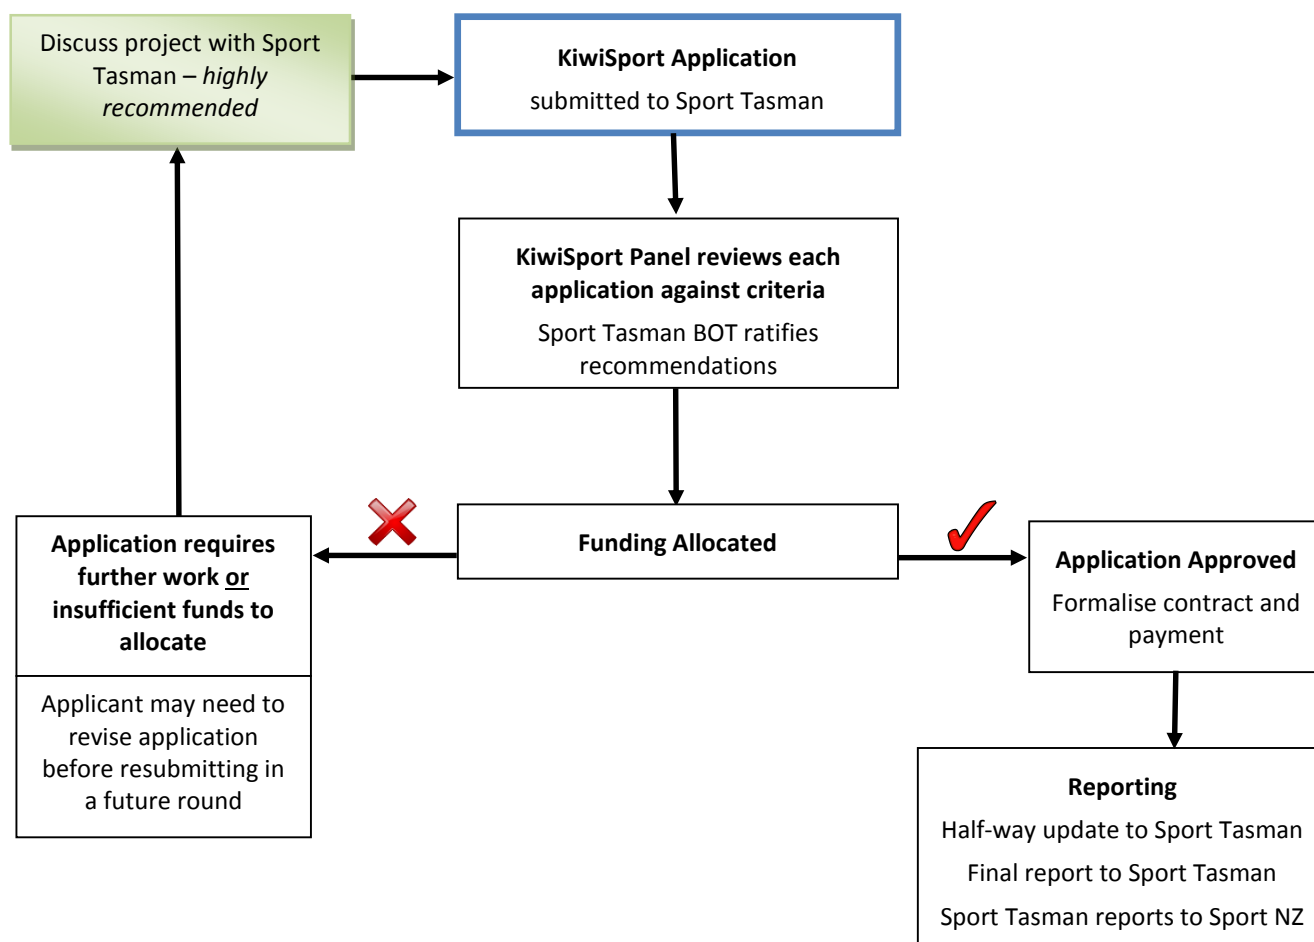 Discuss project with Sport
Tasman – highly
recommended
KiwiSport Application
submitted to Sport Tasman
KiwiSport Panel reviews each
application against criteria
Sport Tasman BOT ratifies
recommendations
Funding Allocated
Application requires
further work or
insufficient funds to
allocate
Applicant may need to
revise application
before resubmitting in
a future round
Application Approved
Formalise contract and
payment
Reporting
Half-way update to Sport Tasman
Final report to Sport Tasman
Sport Tasman reports to Sport NZ